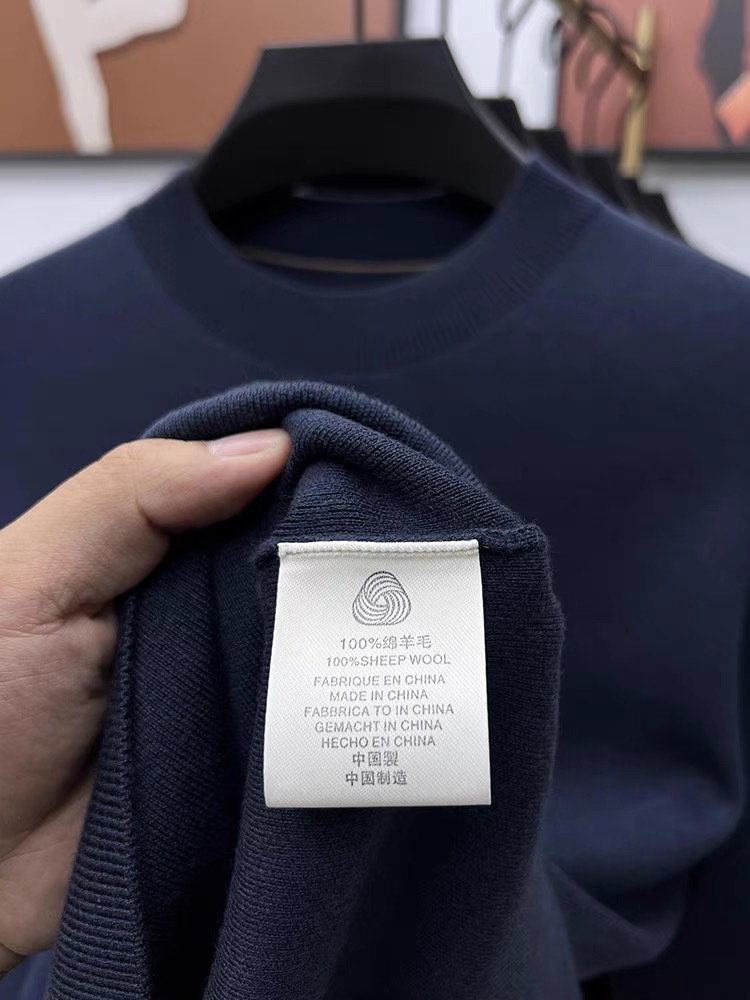 100%绵羊毛
100%SHEEP WOOL
FABRIQUE EN CHINA
MADE IN CHINA
FABBRICA TO IN CHINA
GEMACHT IN CHINA
HECHO EN CHINA
中国製
中国制造